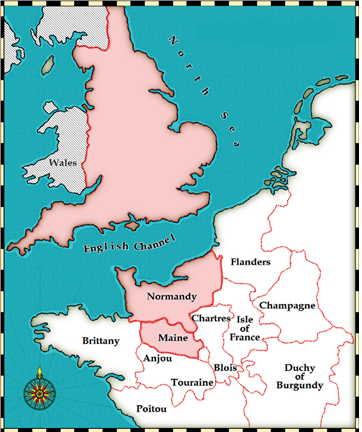 North Sea
Wales
English Channel
Flanders
Normandy
Champagne
Chartres
Isle
of
France
Maine
Brittany
Anjou
Blois
Duchy
of
Burgundy
Touraine
Poitou